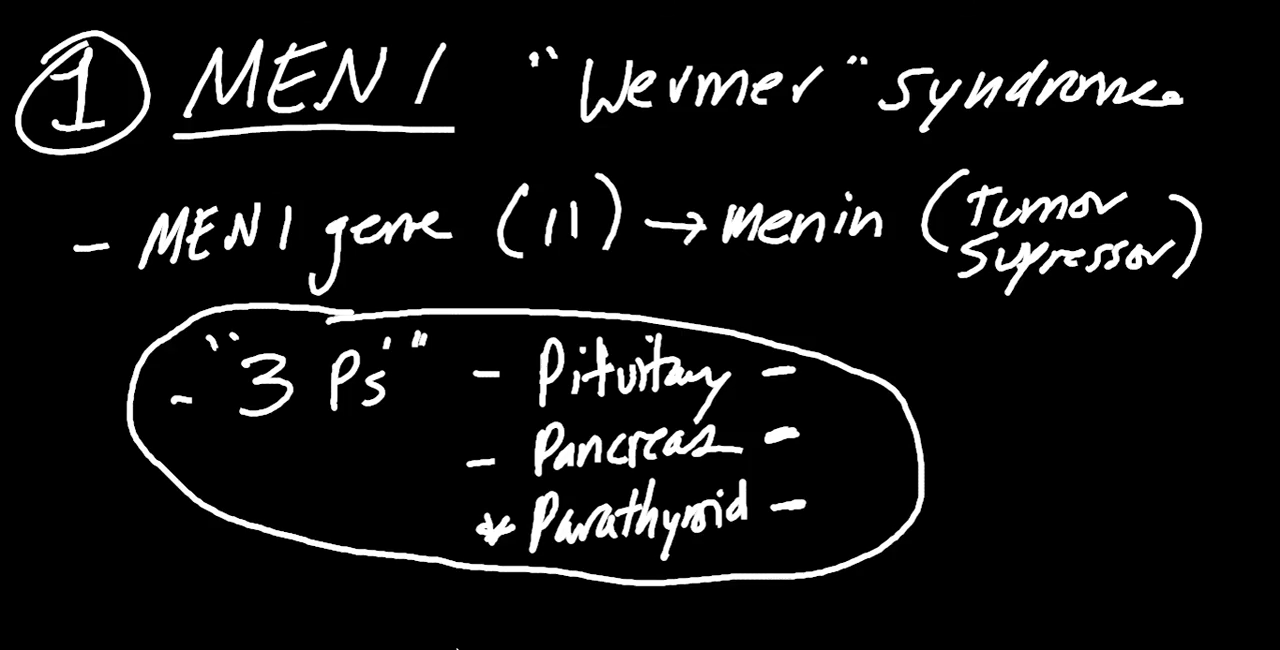 1 MEN 1 "Wermer" syndrome
- MEN1 gene (11) → menin (tumor supressor)
- "3 Ps'" - Pituitary -
- Pancreas -
* Parathyroid -